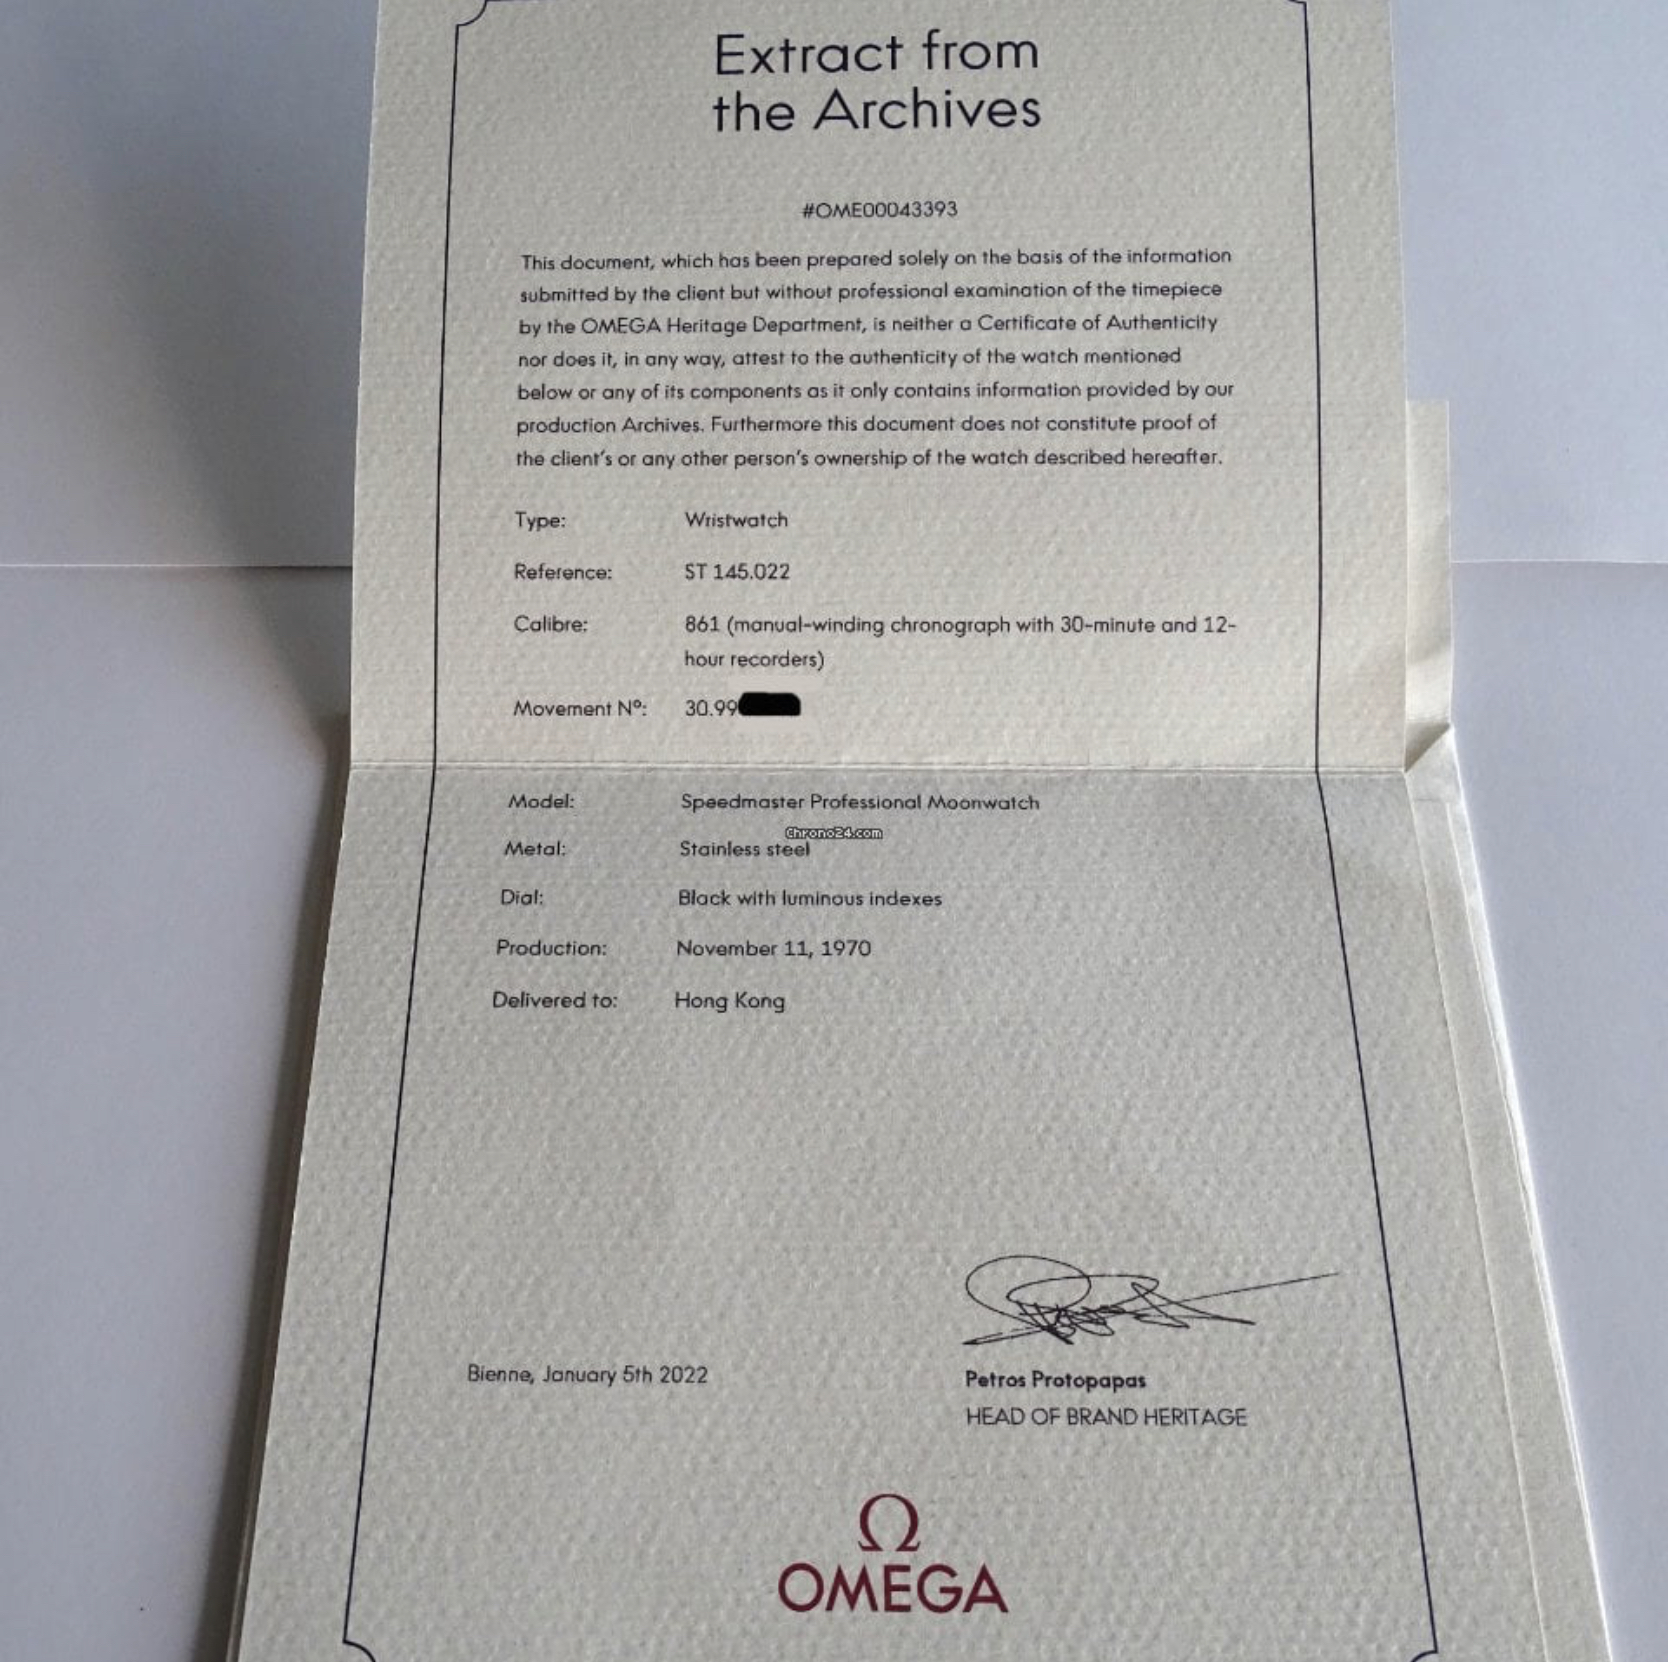 Extract from
the Archives
#OME00043393
This document, which has been prepared solely on the basis of the information
submitted by the client but without professional examination of the timepiece
by the OMEGA Heritage Department, is neither a Certificate of Authenticity
nor does it, in any way, attest to the authenticity of the watch mentioned
below or any of its components as it only contains information provided by our
production Archives. Furthermore this document does not constitute proof of
the client's or any other person's ownership of the watch described hereafter.
Type: Wristwatch
Reference: ST 145.022
Calibre: 861 (manual-winding chronograph with 30-minute and 12-
hour recorders)
Movement Nº: 30.99
Model: Speedmaster Professional Moonwatch
Chrono24.com
Metal: Stainless steel
Dial: Black with luminous indexes
Production: November 11, 1970
Delivered to: Hong Kong
Bienne, January 5th 2022
Petros Protopapas
HEAD OF BRAND HERITAGE
Ω
OMEGA